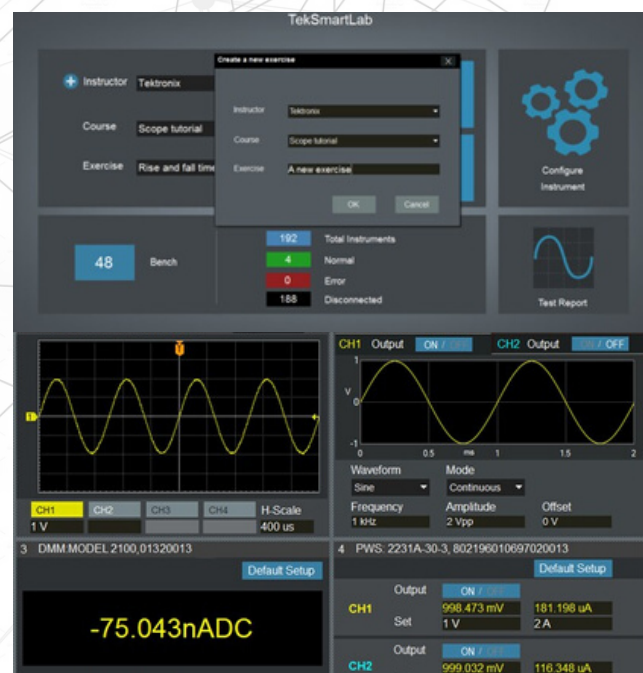 TekSmartLab
Create a new exercise
Instructor Tektronix
Course Scope tutorial
Exercise Rise and fall time
Instructor Tektronix
Course Scope tutorial
Exercise A new exercise
OK Cancel
Configure
Instrument
48 Bench
192 Total Instruments
4 Normal
0 Error
188 Disconnected
Test Report
T
1
CH1 CH2 CH3 CH4 H-Scale
1 V 400 us
CH1 Output ON / OFF CH2 Output ON / OFF
1
V
0
-1
0 0.5 ms 1 1.5 2
Waveform Mode
Sine Continuous
Frequency Amplitude Offset
1 kHz 2 Vpp 0 V
3 DMM:MODEL 2100,01320013
Default Setup
-75.043nADC
4 PWS: 2231A-30-3, 802196010697020013
Default Setup
Output ON / OFF
CH1 998.473 mV 181.198 uA
Set 1 V 2 A
Output ON / OFF
CH2 999.032 mV 116.348 uA